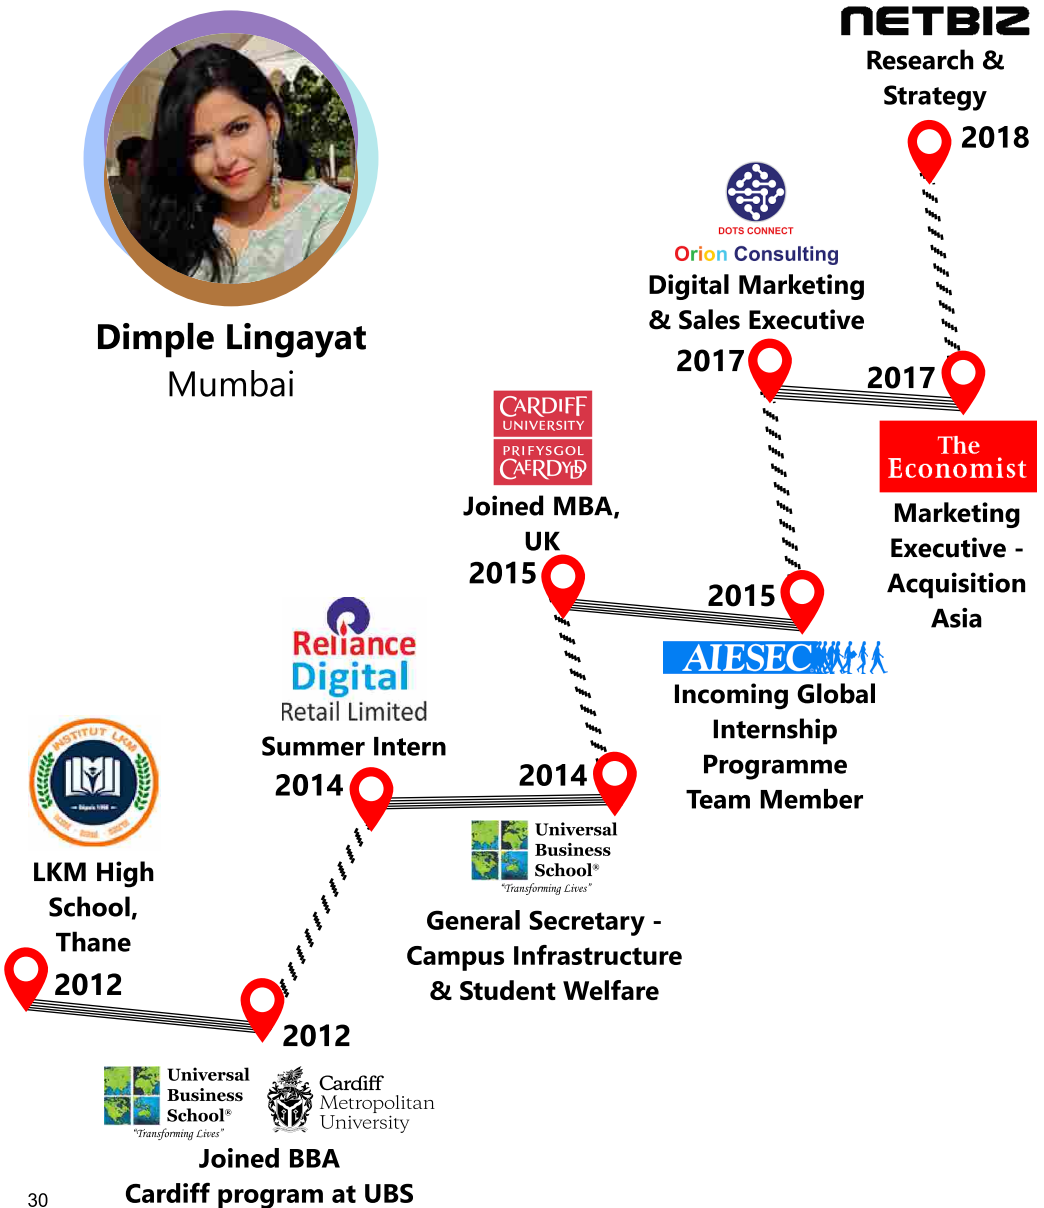 NETBIZ
Research &
Strategy
2018
DOTS CONNECT
Orion Consulting
Digital Marketing
& Sales Executive
2017
2017
The
Economist
Marketing
Executive -
Acquisition
Asia
Dimple Lingayat
Mumbai
CARDIFF
UNIVERSITY
PRIFYSGOL
CAERDYDD
Joined MBA,
UK
2015
2015
AIESEC
Incoming Global
Internship
Programme
Team Member
Reliance
Digital
Retail Limited
Summer Intern
2014
2014
Universal
Business
School®
"Transforming Lives"
General Secretary -
Campus Infrastructure
& Student Welfare
INSTITUT LKM
Depuis 1998
LKM High
School,
Thane
2012
2012
Universal
Business
School®
"Transforming Lives"
Cardiff
Metropolitan
University
Joined BBA
Cardiff program at UBS
30